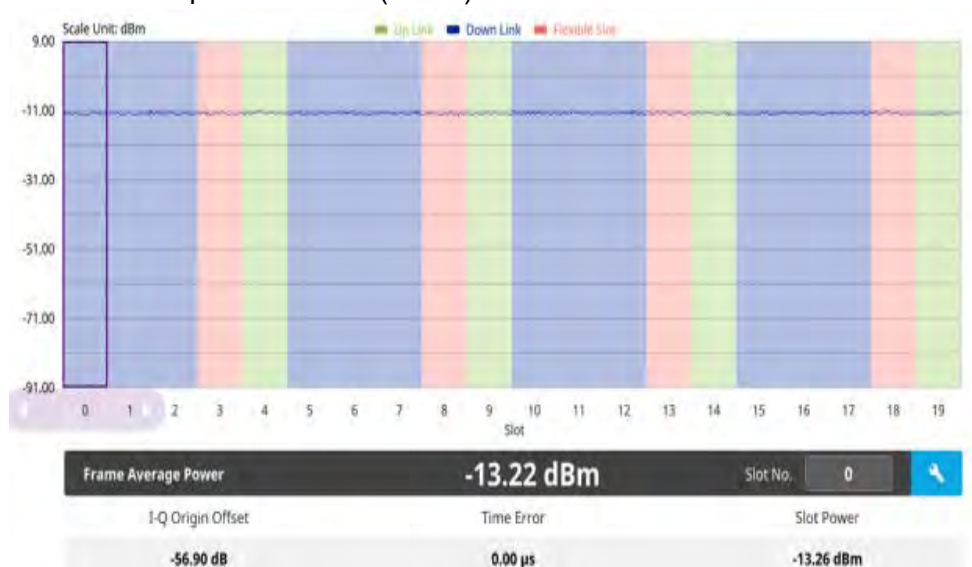 Scale Unit: dBm
Up Link Down Link Flexible Slot
9.00
-11.00
-31.00
-51.00
-71.00
-91.00
0 1 2 3 4 5 6 7 8 9 10 11 12 13 14 15 16 17 18 19
Slot
Frame Average Power -13.22 dBm Slot No. 0
I-Q Origin Offset Time Error Slot Power
-56.90 dB 0.00 μs -13.26 dBm